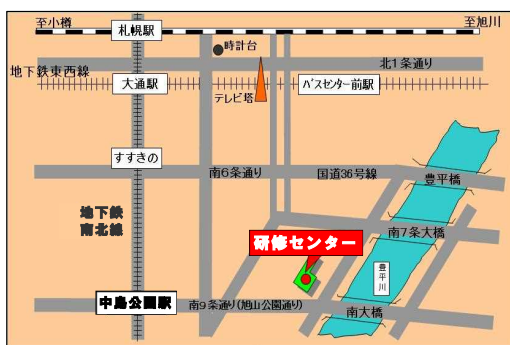 至小樽
至旭川
札幌駅
時計台
北1条通り
地下鉄東西線
大通駅
バスセンター前駅
テレビ塔
すすきの
南6条通り
国道36号線
豊平橋
地下鉄
南北線
南7条大橋
研修センター
豊平川
中島公園駅
南9条通り(旭山公園通り)
南大橋